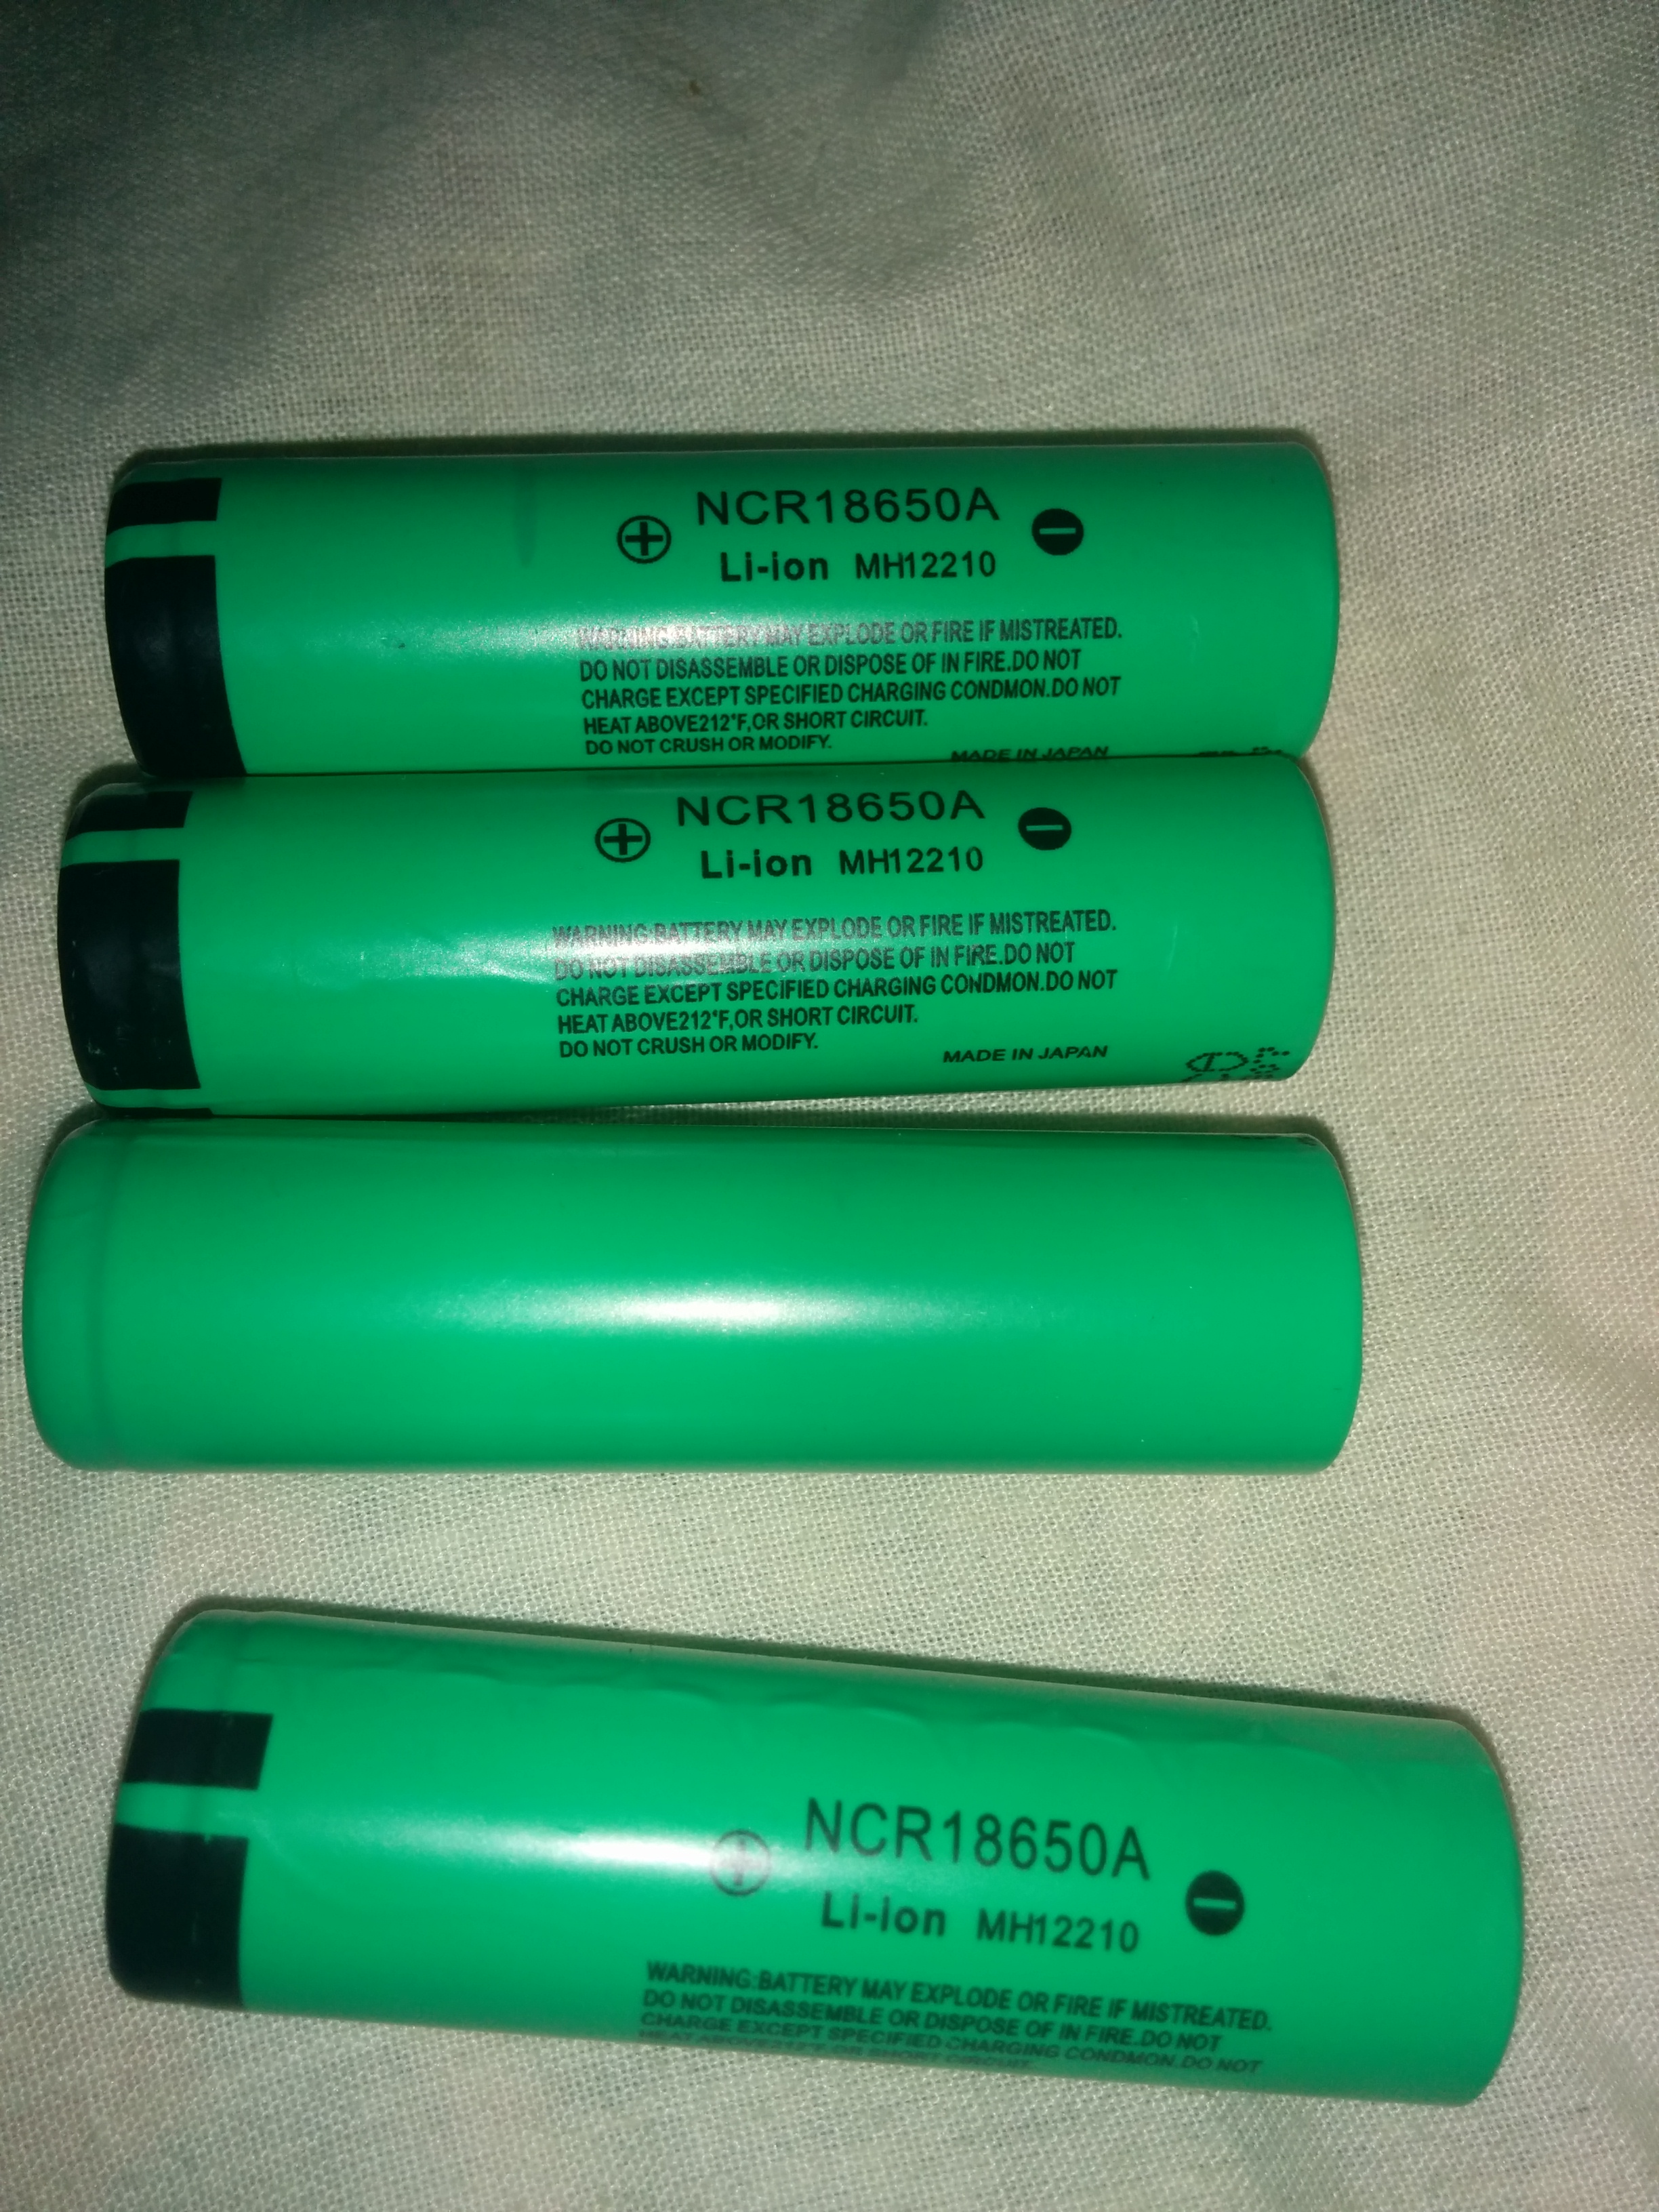 NCR18650A
Li-ion MH12210
WARNING:BATTERY MAY EXPLODE OR FIRE IF MISTREATED.
DO NOT DISASSEMBLE OR DISPOSE OF IN FIRE.DO NOT
CHARGE EXCEPT SPECIFIED CHARGING CONDMON.DO NOT
HEAT ABOVE212°F,OR SHORT CIRCUIT.
DO NOT CRUSH OR MODIFY.
MADE IN JAPAN
NCR18650A
Li-ion MH12210
WARNING:BATTERY MAY EXPLODE OR FIRE IF MISTREATED.
DO NOT DISASSEMBLE OR DISPOSE OF IN FIRE.DO NOT
CHARGE EXCEPT SPECIFIED CHARGING CONDMON.DO NOT
HEAT ABOVE212°F,OR SHORT CIRCUIT.
DO NOT CRUSH OR MODIFY.
MADE IN JAPAN
NCR18650A
Li-ion MH12210
WARNING:BATTERY MAY EXPLODE OR FIRE IF MISTREATED.
DO NOT DISASSEMBLE OR DISPOSE OF IN FIRE.DO NOT
CHARGE EXCEPT SPECIFIED CHARGING CONDMON.DO NOT
HEAT ABOVE212°F,OR SHORT CIRCUIT.